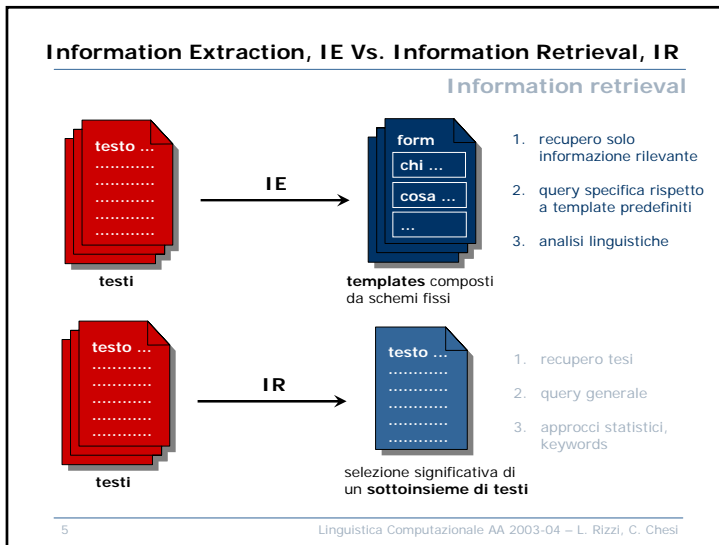 Information Extraction, IE Vs. Information Retrieval, IR
Information retrieval
testo ...
............
............
............
............
............
testi
IE
form
chi ...
cosa ...
...
templates composti
da schemi fissi
1. recupero solo
informazione rilevante
2. query specifica rispetto
a template predefiniti
3. analisi linguistiche
testo ...
............
............
............
............
............
testi
IR
testo ...
............
............
............
............
............
selezione significativa di
un sottoinsieme di testi
1. recupero tesi
2. query generale
3. approcci statistici,
keywords
5
Linguistica Computazionale AA 2003-04 – L. Rizzi, C. Chesi